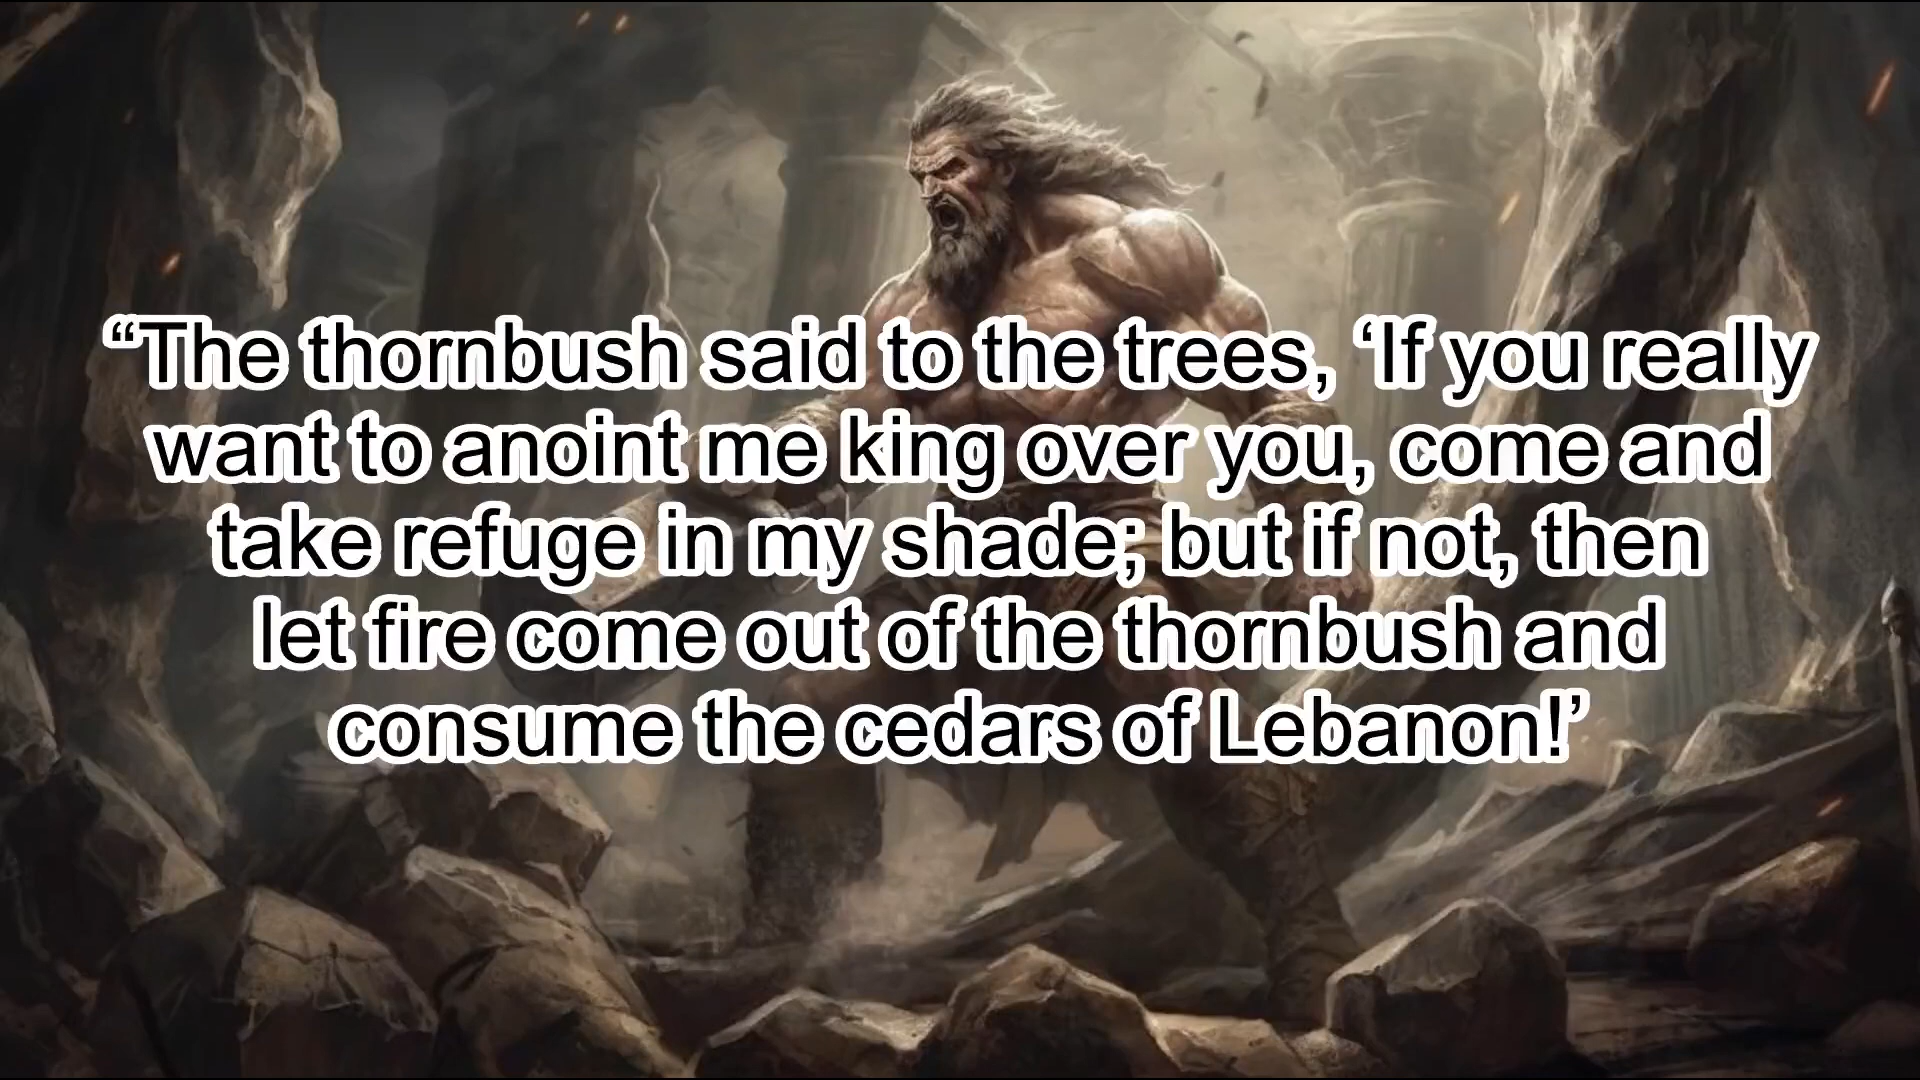 “The thornbush said to the trees, ‘If you really
want to anoint me king over you, come and
take refuge in my shade; but if not, then
let fire come out of the thornbush and
consume the cedars of Lebanon!’